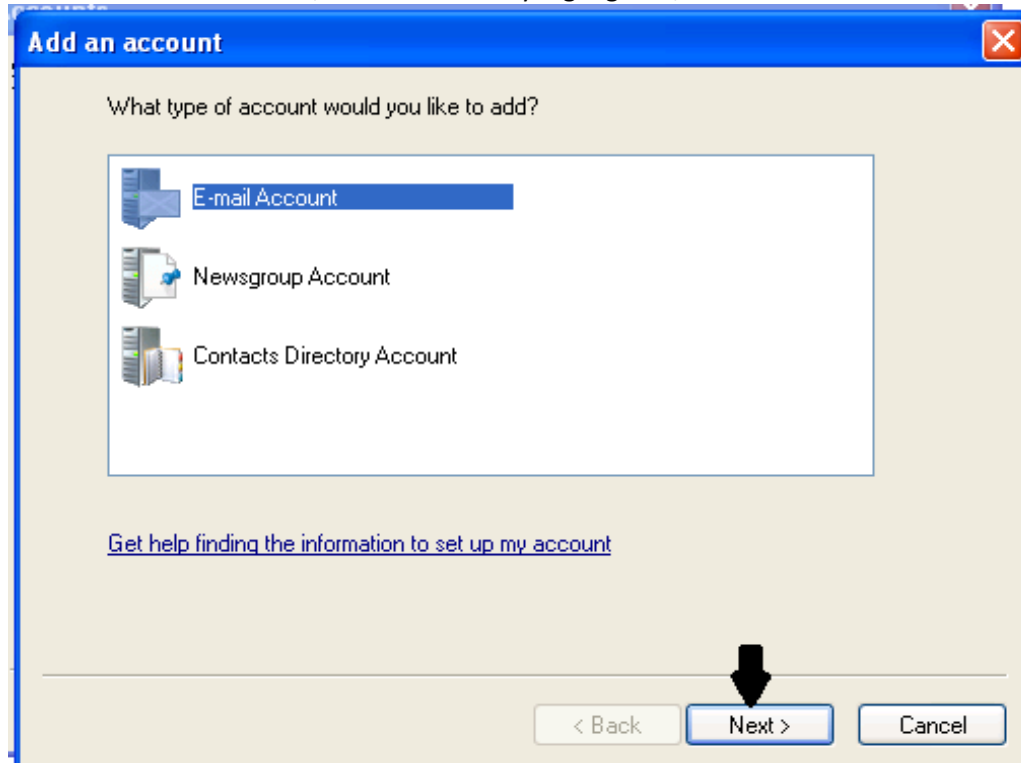 Add an account
What type of account would you like to add?
E-mail Account
Newsgroup Account
Contacts Directory Account
Get help finding the information to set up my account
< Back Next > Cancel